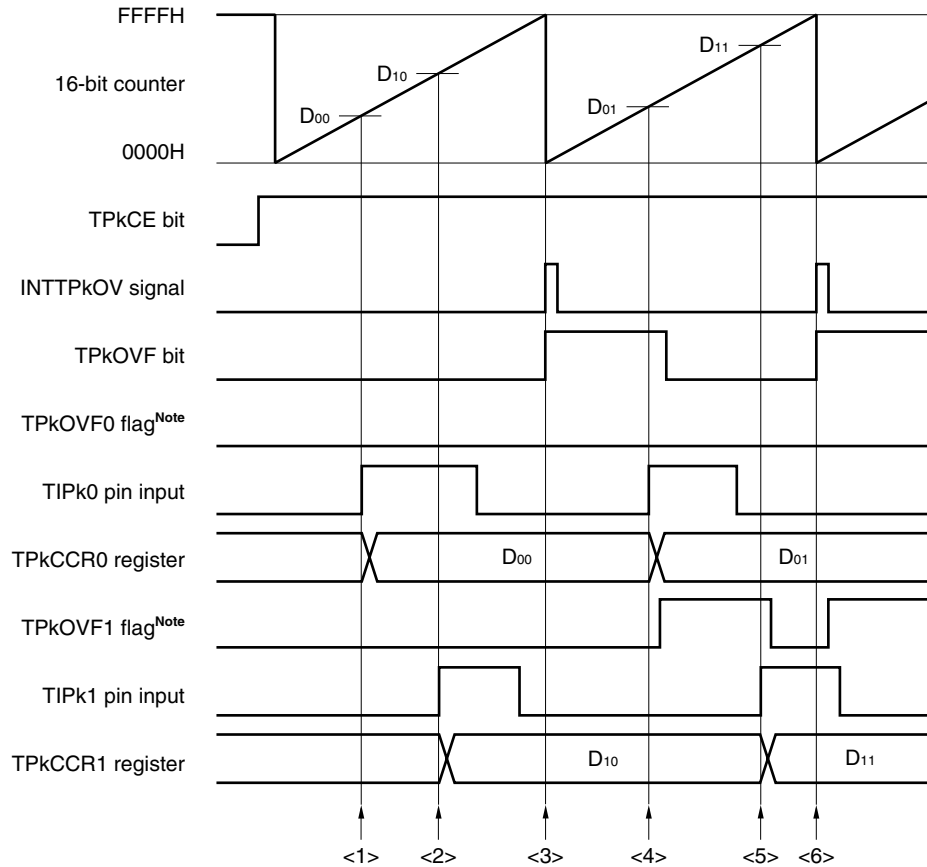 FFFFH
D10
D11
16-bit counter
D00
D01
0000H
TPkCE bit
INTTPkOV signal
TPkOVF bit
TPkOVF0 flagNote
TIPk0 pin input
TPkCCR0 register
D00
D01
TPkOVF1 flagNote
TIPk1 pin input
TPkCCR1 register
D10
D11
<1> <2> <3> <4> <5> <6>